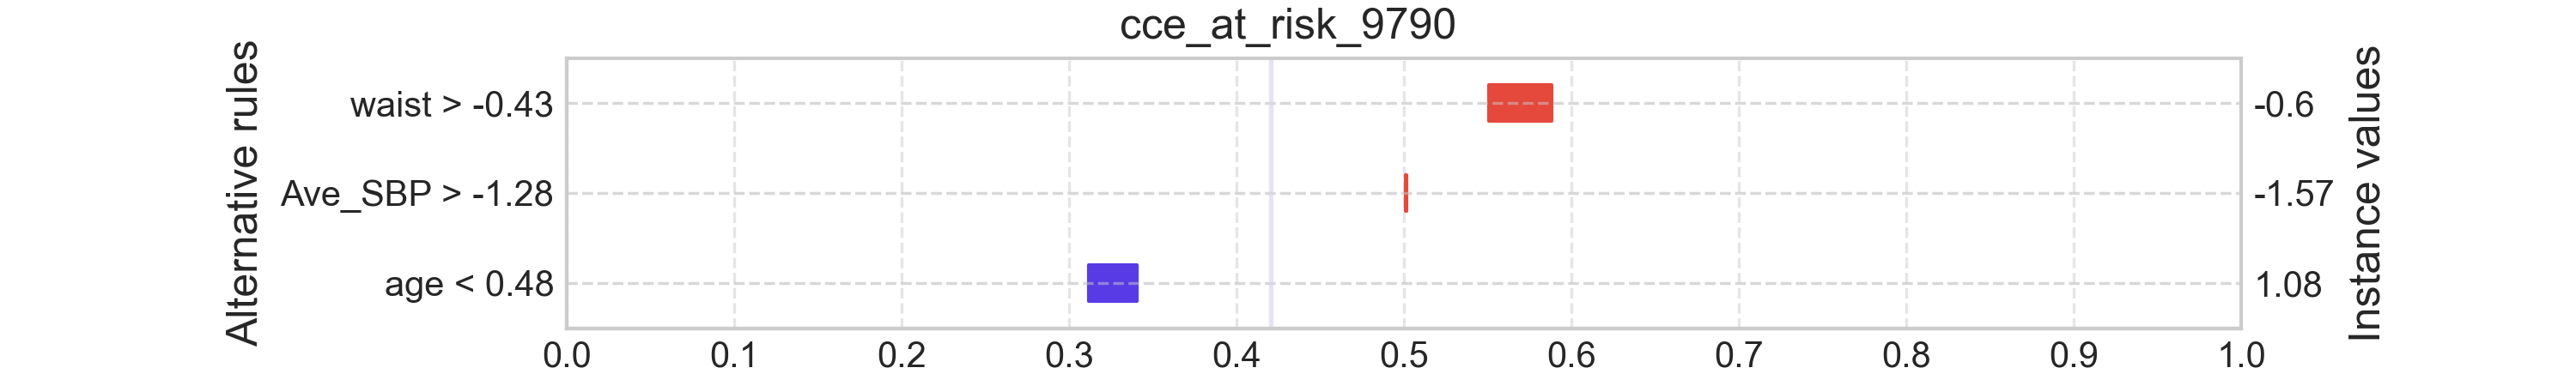 cce_at_risk_9790
Alternative rules
waist > -0.43
Ave_SBP > -1.28
age < 0.48
-0.6
-1.57
1.08
Instance values
0.0 0.1 0.2 0.3 0.4 0.5 0.6 0.7 0.8 0.9 1.0